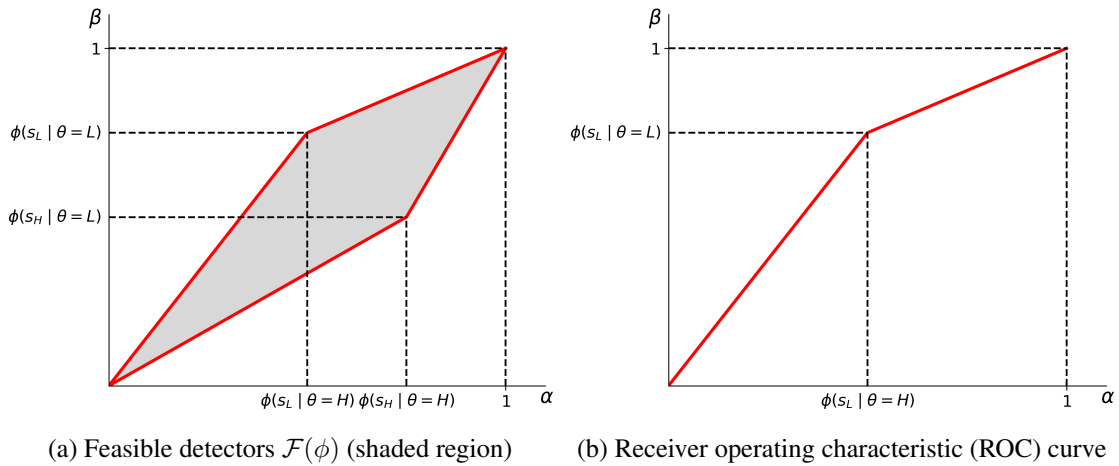 β
1
ϕ(s_L | θ = L)
ϕ(s_H | θ = L)
ϕ(s_L | θ = H) ϕ(s_H | θ = H) 1 α
(a) Feasible detectors ℱ(ϕ) (shaded region)
β
1
ϕ(s_L | θ = L)
ϕ(s_L | θ = H) 1 α
(b) Receiver operating characteristic (ROC) curve